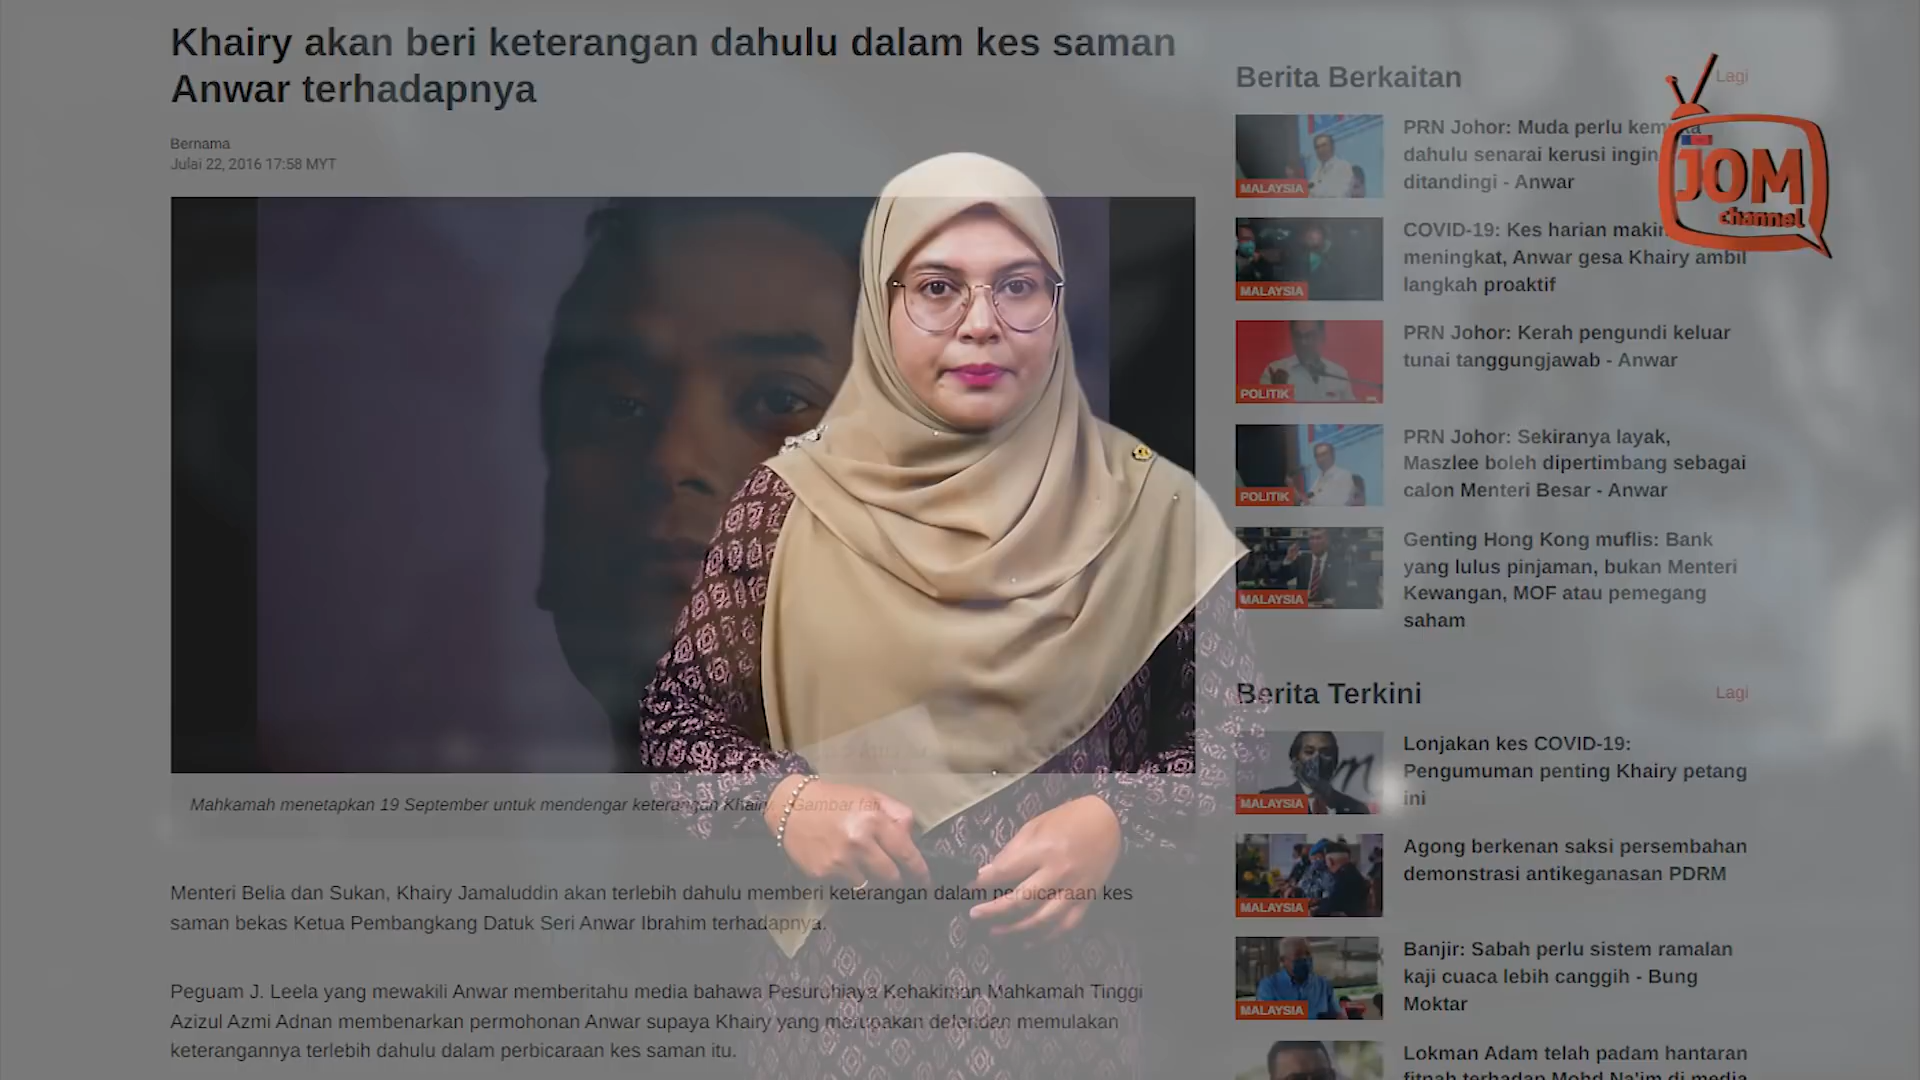 Khairy akan beri keterangan dahulu dalam kes saman
Anwar terhadapnya
Bernama
Julai 22, 2016 17:58 MYT
Mahkamah menetapkan 19 September untuk mendengar keterangan Khairy. - Gambar fail
Menteri Belia dan Sukan, Khairy Jamaluddin akan terlebih dahulu memberi keterangan dalam perbicaraan kes
saman bekas Ketua Pembangkang Datuk Seri Anwar Ibrahim terhadapnya.
Peguam J. Leela yang mewakili Anwar memberitahu media bahawa Pesuruhjaya Kehakiman Mahkamah Tinggi
Azizul Azmi Adnan membenarkan permohonan Anwar supaya Khairy yang merupakan defendan memulakan
keterangannya terlebih dahulu dalam perbicaraan kes saman itu.
Berita Berkaitan
Lagi
JOM
channel
MALAYSIA
PRN Johor: Muda perlu
dahulu senarai kerusi ingin
ditandingi - Anwar
MALAYSIA
COVID-19: Kes harian makin
meningkat, Anwar gesa Khairy ambil
langkah proaktif
POLITIK
PRN Johor: Kerah pengundi keluar
tunai tanggungjawab - Anwar
POLITIK
PRN Johor: Sekiranya layak,
Maszlee boleh dipertimbang sebagai
calon Menteri Besar - Anwar
MALAYSIA
Genting Hong Kong muflis: Bank
yang lulus pinjaman, bukan Menteri
Kewangan, MOF atau pemegang
saham
Berita Terkini
Lagi
MALAYSIA
Lonjakan kes COVID-19:
Pengumuman penting Khairy petang
ini
MALAYSIA
Agong berkenan saksi persembahan
demonstrasi antikeganasan PDRM
MALAYSIA
Banjir: Sabah perlu sistem ramalan
kaji cuaca lebih canggih - Bung
Moktar
Lokman Adam telah padam hantaran
fitnah terhadap Mohd Na'im di media